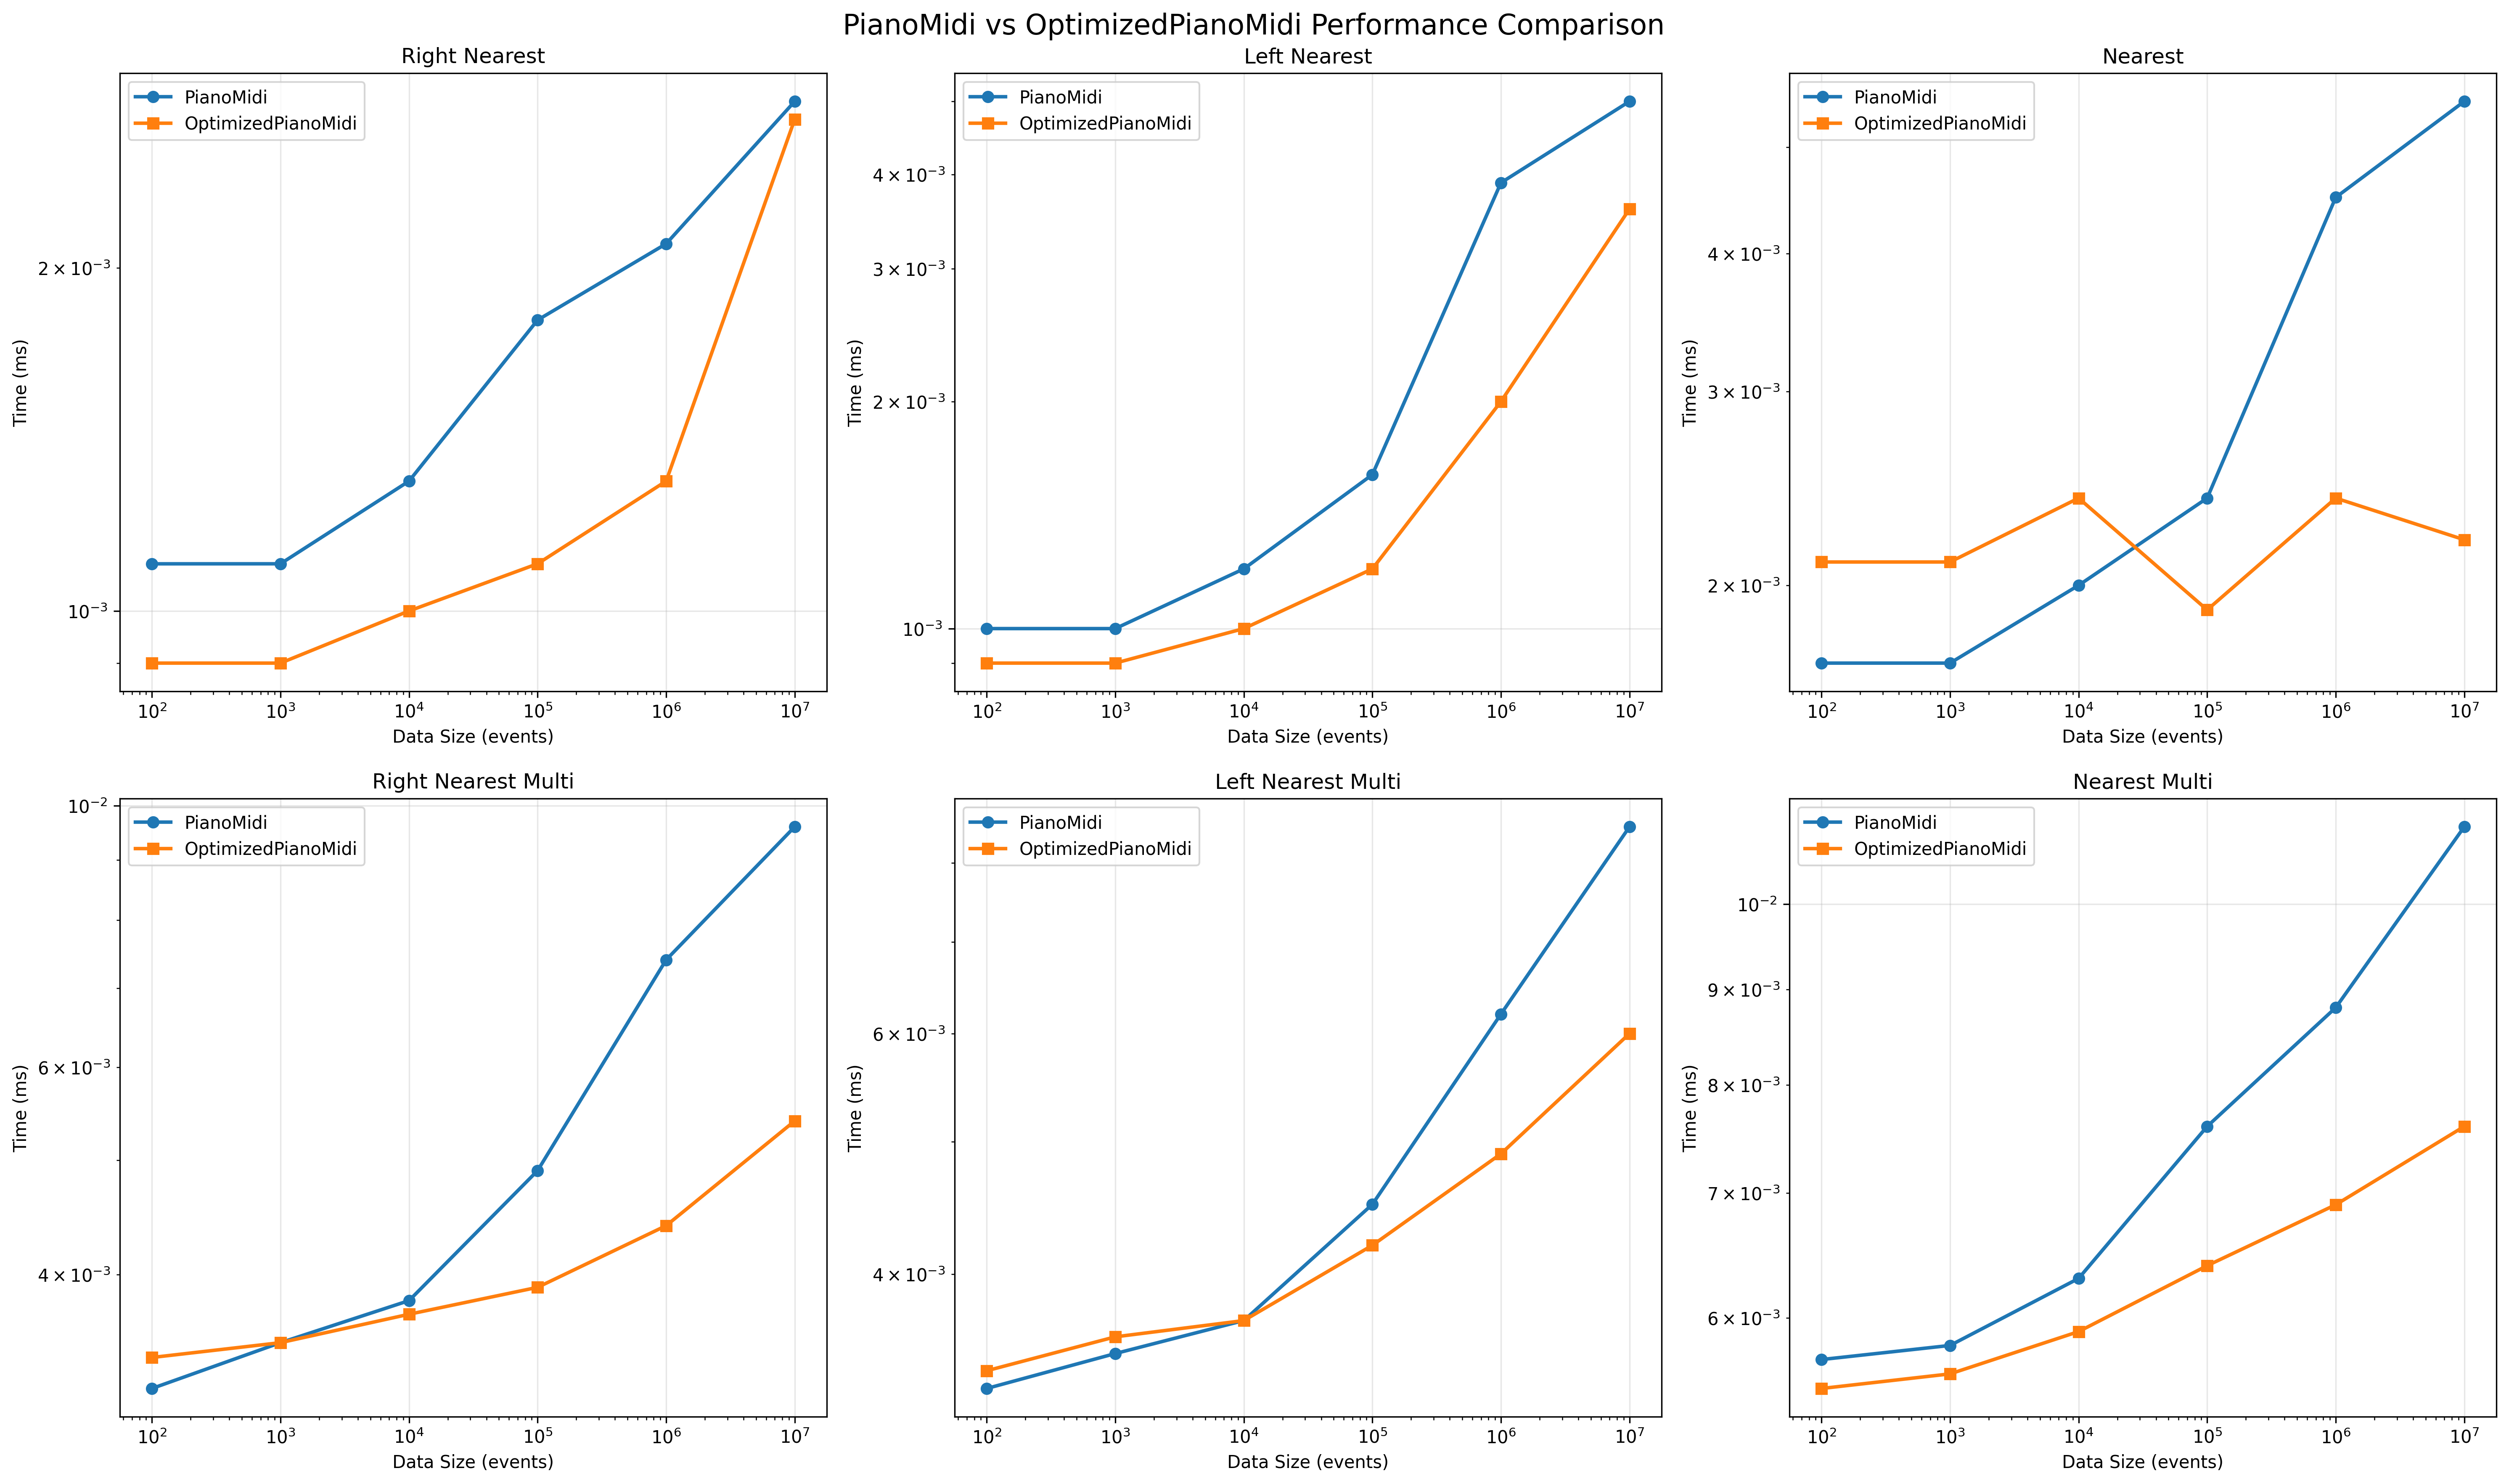 PianoMidi vs OptimizedPianoMidi Performance Comparison
Right Nearest
PianoMidi
OptimizedPianoMidi
2 × 10⁻³
10⁻³
Time (ms)
10² 10³ 10⁴ 10⁵ 10⁶ 10⁷
Data Size (events)
Left Nearest
PianoMidi
OptimizedPianoMidi
4 × 10⁻³
3 × 10⁻³
2 × 10⁻³
10⁻³
Time (ms)
10² 10³ 10⁴ 10⁵ 10⁶ 10⁷
Data Size (events)
Nearest
PianoMidi
OptimizedPianoMidi
4 × 10⁻³
3 × 10⁻³
2 × 10⁻³
Time (ms)
10² 10³ 10⁴ 10⁵ 10⁶ 10⁷
Data Size (events)
Right Nearest Multi
PianoMidi
OptimizedPianoMidi
10⁻²
6 × 10⁻³
4 × 10⁻³
Time (ms)
10² 10³ 10⁴ 10⁵ 10⁶ 10⁷
Data Size (events)
Left Nearest Multi
PianoMidi
OptimizedPianoMidi
6 × 10⁻³
4 × 10⁻³
Time (ms)
10² 10³ 10⁴ 10⁵ 10⁶ 10⁷
Data Size (events)
Nearest Multi
PianoMidi
OptimizedPianoMidi
10⁻²
9 × 10⁻³
8 × 10⁻³
7 × 10⁻³
6 × 10⁻³
Time (ms)
10² 10³ 10⁴ 10⁵ 10⁶ 10⁷
Data Size (events)